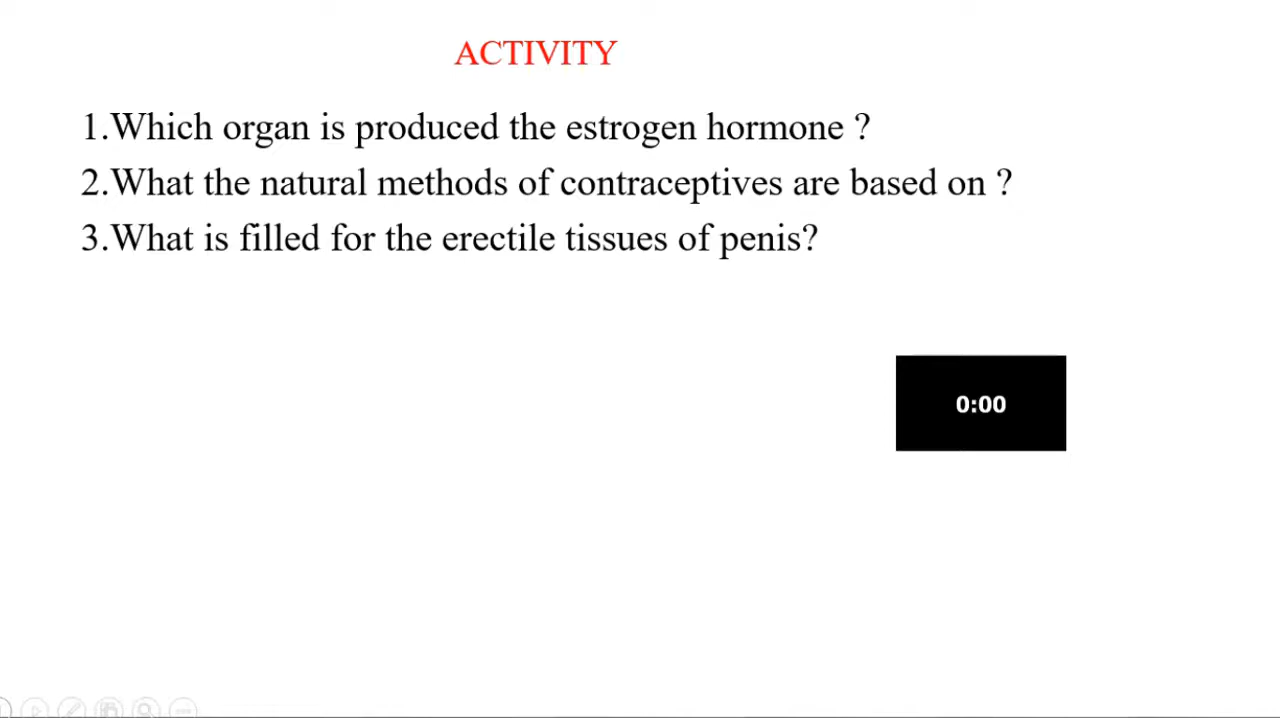 ACTIVITY
1.Which organ is produced the estrogen hormone ?
2.What the natural methods of contraceptives are based on ?
3.What is filled for the erectile tissues of penis?
0:00